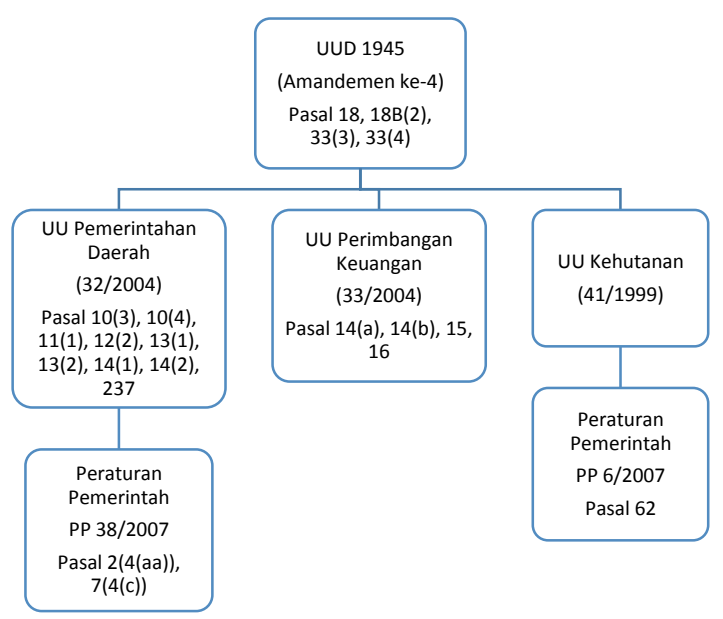 UUD 1945
(Amandemen ke-4)
Pasal 18, 18B(2),
33(3), 33(4)
UU Pemerintahan
Daerah
(32/2004)
Pasal 10(3), 10(4),
11(1), 12(2), 13(1),
13(2), 14(1), 14(2),
237
UU Perimbangan
Keuangan
(33/2004)
Pasal 14(a), 14(b), 15,
16
UU Kehutanan
(41/1999)
Peraturan
Pemerintah
PP 38/2007
Pasal 2(4(aa)),
7(4(c))
Peraturan
Pemerintah
PP 6/2007
Pasal 62